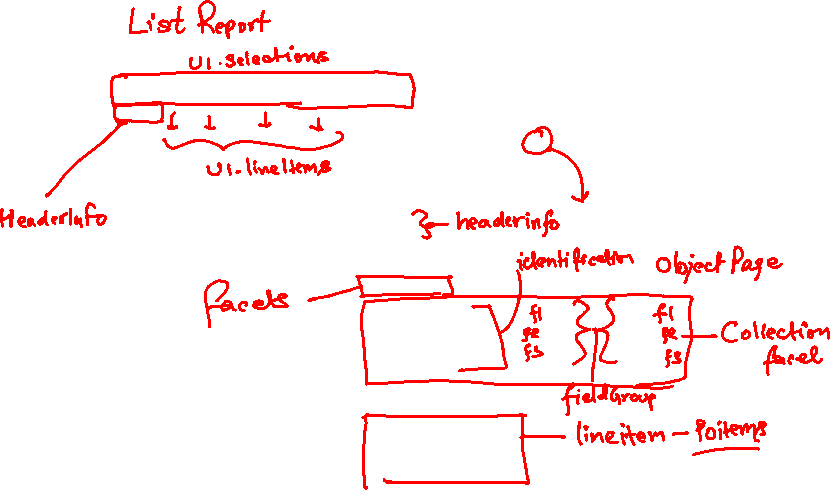 List Report
UI.selections
UI.lineItems
HeaderInfo
headerinfo
identification
Object Page
facets
f1
f2
f3
f1
f2
f3
Collection
facet
fieldGroup
lineitem - Poitems